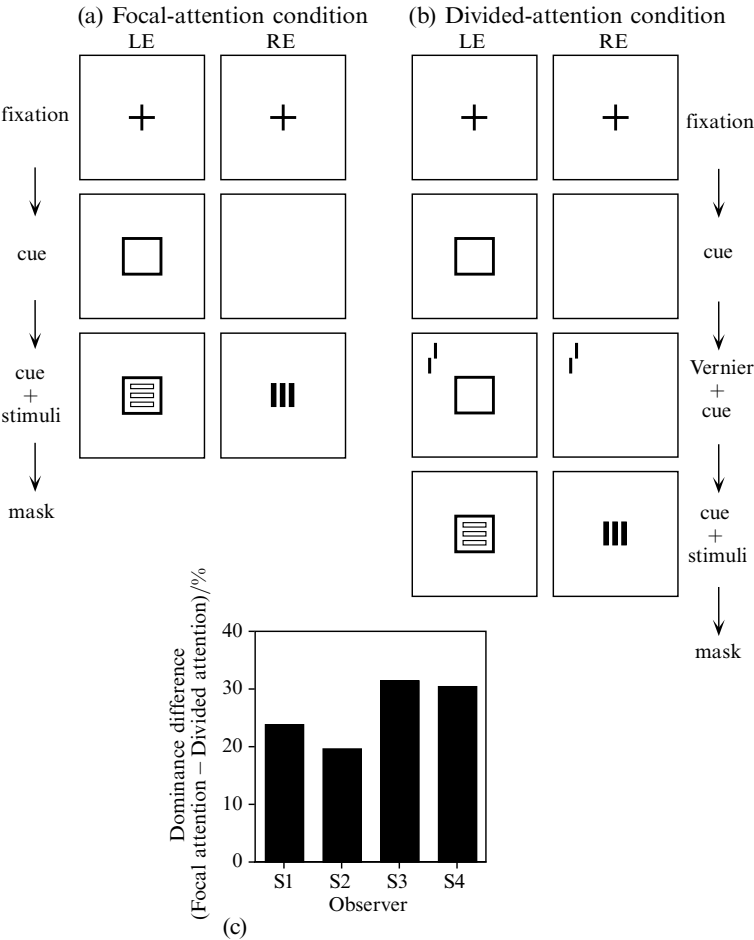 (a) Focal-attention condition
LE RE
fixation
cue
cue
+
stimuli
mask
(b) Divided-attention condition
LE RE
fixation
cue
Vernier
+
cue
cue
+
stimuli
mask
Dominance difference
(Focal attention − Divided attention)/%
40
30
20
10
0
S1 S2 S3 S4
Observer
(c)